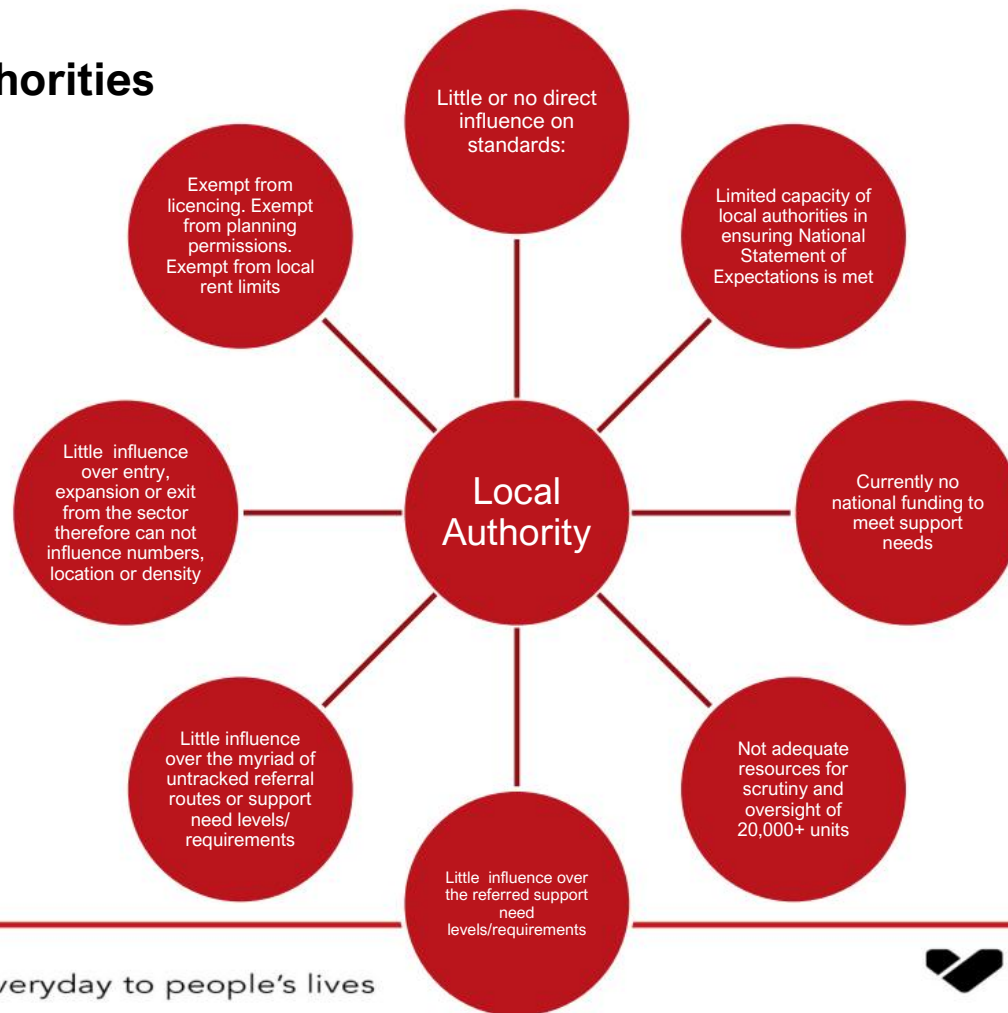 horities
Little or no direct
influence on
standards:
Limited capacity of
local authorities in
ensuring National
Statement of
Expectations is met
Currently no
national funding to
meet support
needs
Not adequate
resources for
scrutiny and
oversight of
20,000+ units
Little influence over
the referred support
need
levels/requirements
Little influence
over the myriad of
untracked referral
routes or support
need levels/
requirements
Little influence
over entry,
expansion or exit
from the sector
therefore can not
influence numbers,
location or density
Exempt from
licencing. Exempt
from planning
permissions.
Exempt from local
rent limits
Local
Authority
veryday to people's lives